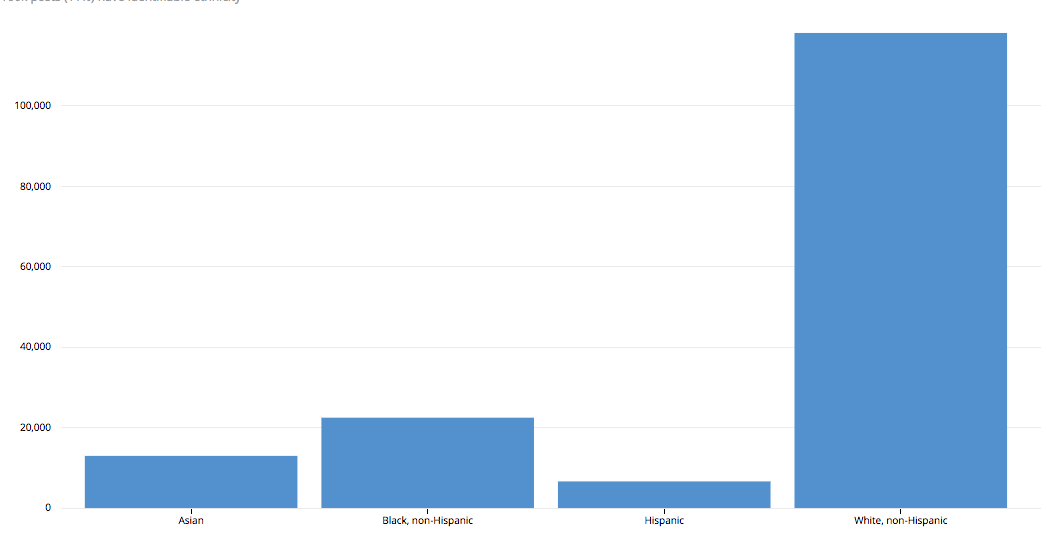 100,000
80,000
60,000
40,000
20,000
0
Asian
Black, non-Hispanic
Hispanic
White, non-Hispanic